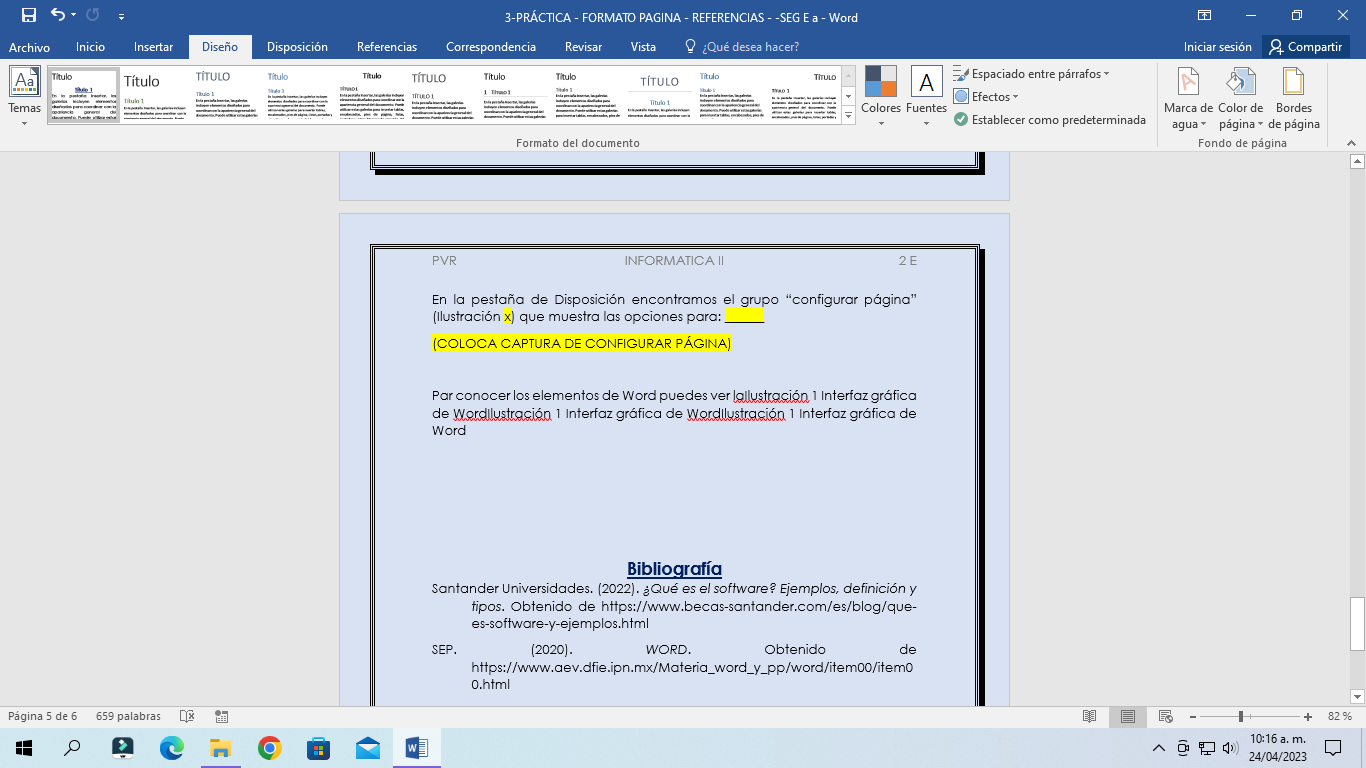 3-PRÁCTICA - FORMATO PAGINA - REFERENCIAS - -SEG E a - Word
Archivo Inicio Insertar Diseño Disposición Referencias Correspondencia Revisar Vista ¿Qué desea hacer? Iniciar sesión Compartir
Aa Título Título TÍTULO Título Título TÍTULO Título Título TÍTULO Título Título
Temas
Colores
Fuentes
Espaciado entre párrafos
Efectos
Establecer como predeterminada
Marca de agua
Color de página
Bordes de página
Formato del documento
Fondo de página
PVR INFORMATICA II 2 E
En la pestaña de Disposición encontramos el grupo “configurar página”
(Ilustración x) que muestra las opciones para: ______
(COLOCA CAPTURA DE CONFIGURAR PÁGINA)
Par conocer los elementos de Word puedes ver laIlustración 1 Interfaz gráfica
de WordIlustración 1 Interfaz gráfica de WordIlustración 1 Interfaz gráfica de
Word
Bibliografía
Santander Universidades. (2022). ¿Qué es el software? Ejemplos, definición y
tipos. Obtenido de https://www.becas-santander.com/es/blog/que-
es-software-y-ejemplos.html
SEP. (2020). WORD. Obtenido de
https://www.aev.dfie.ipn.mx/Materia_word_y_pp/word/item00/item0
0.html
Página 5 de 6 659 palabras 82 %
10:16 a. m.
24/04/2023